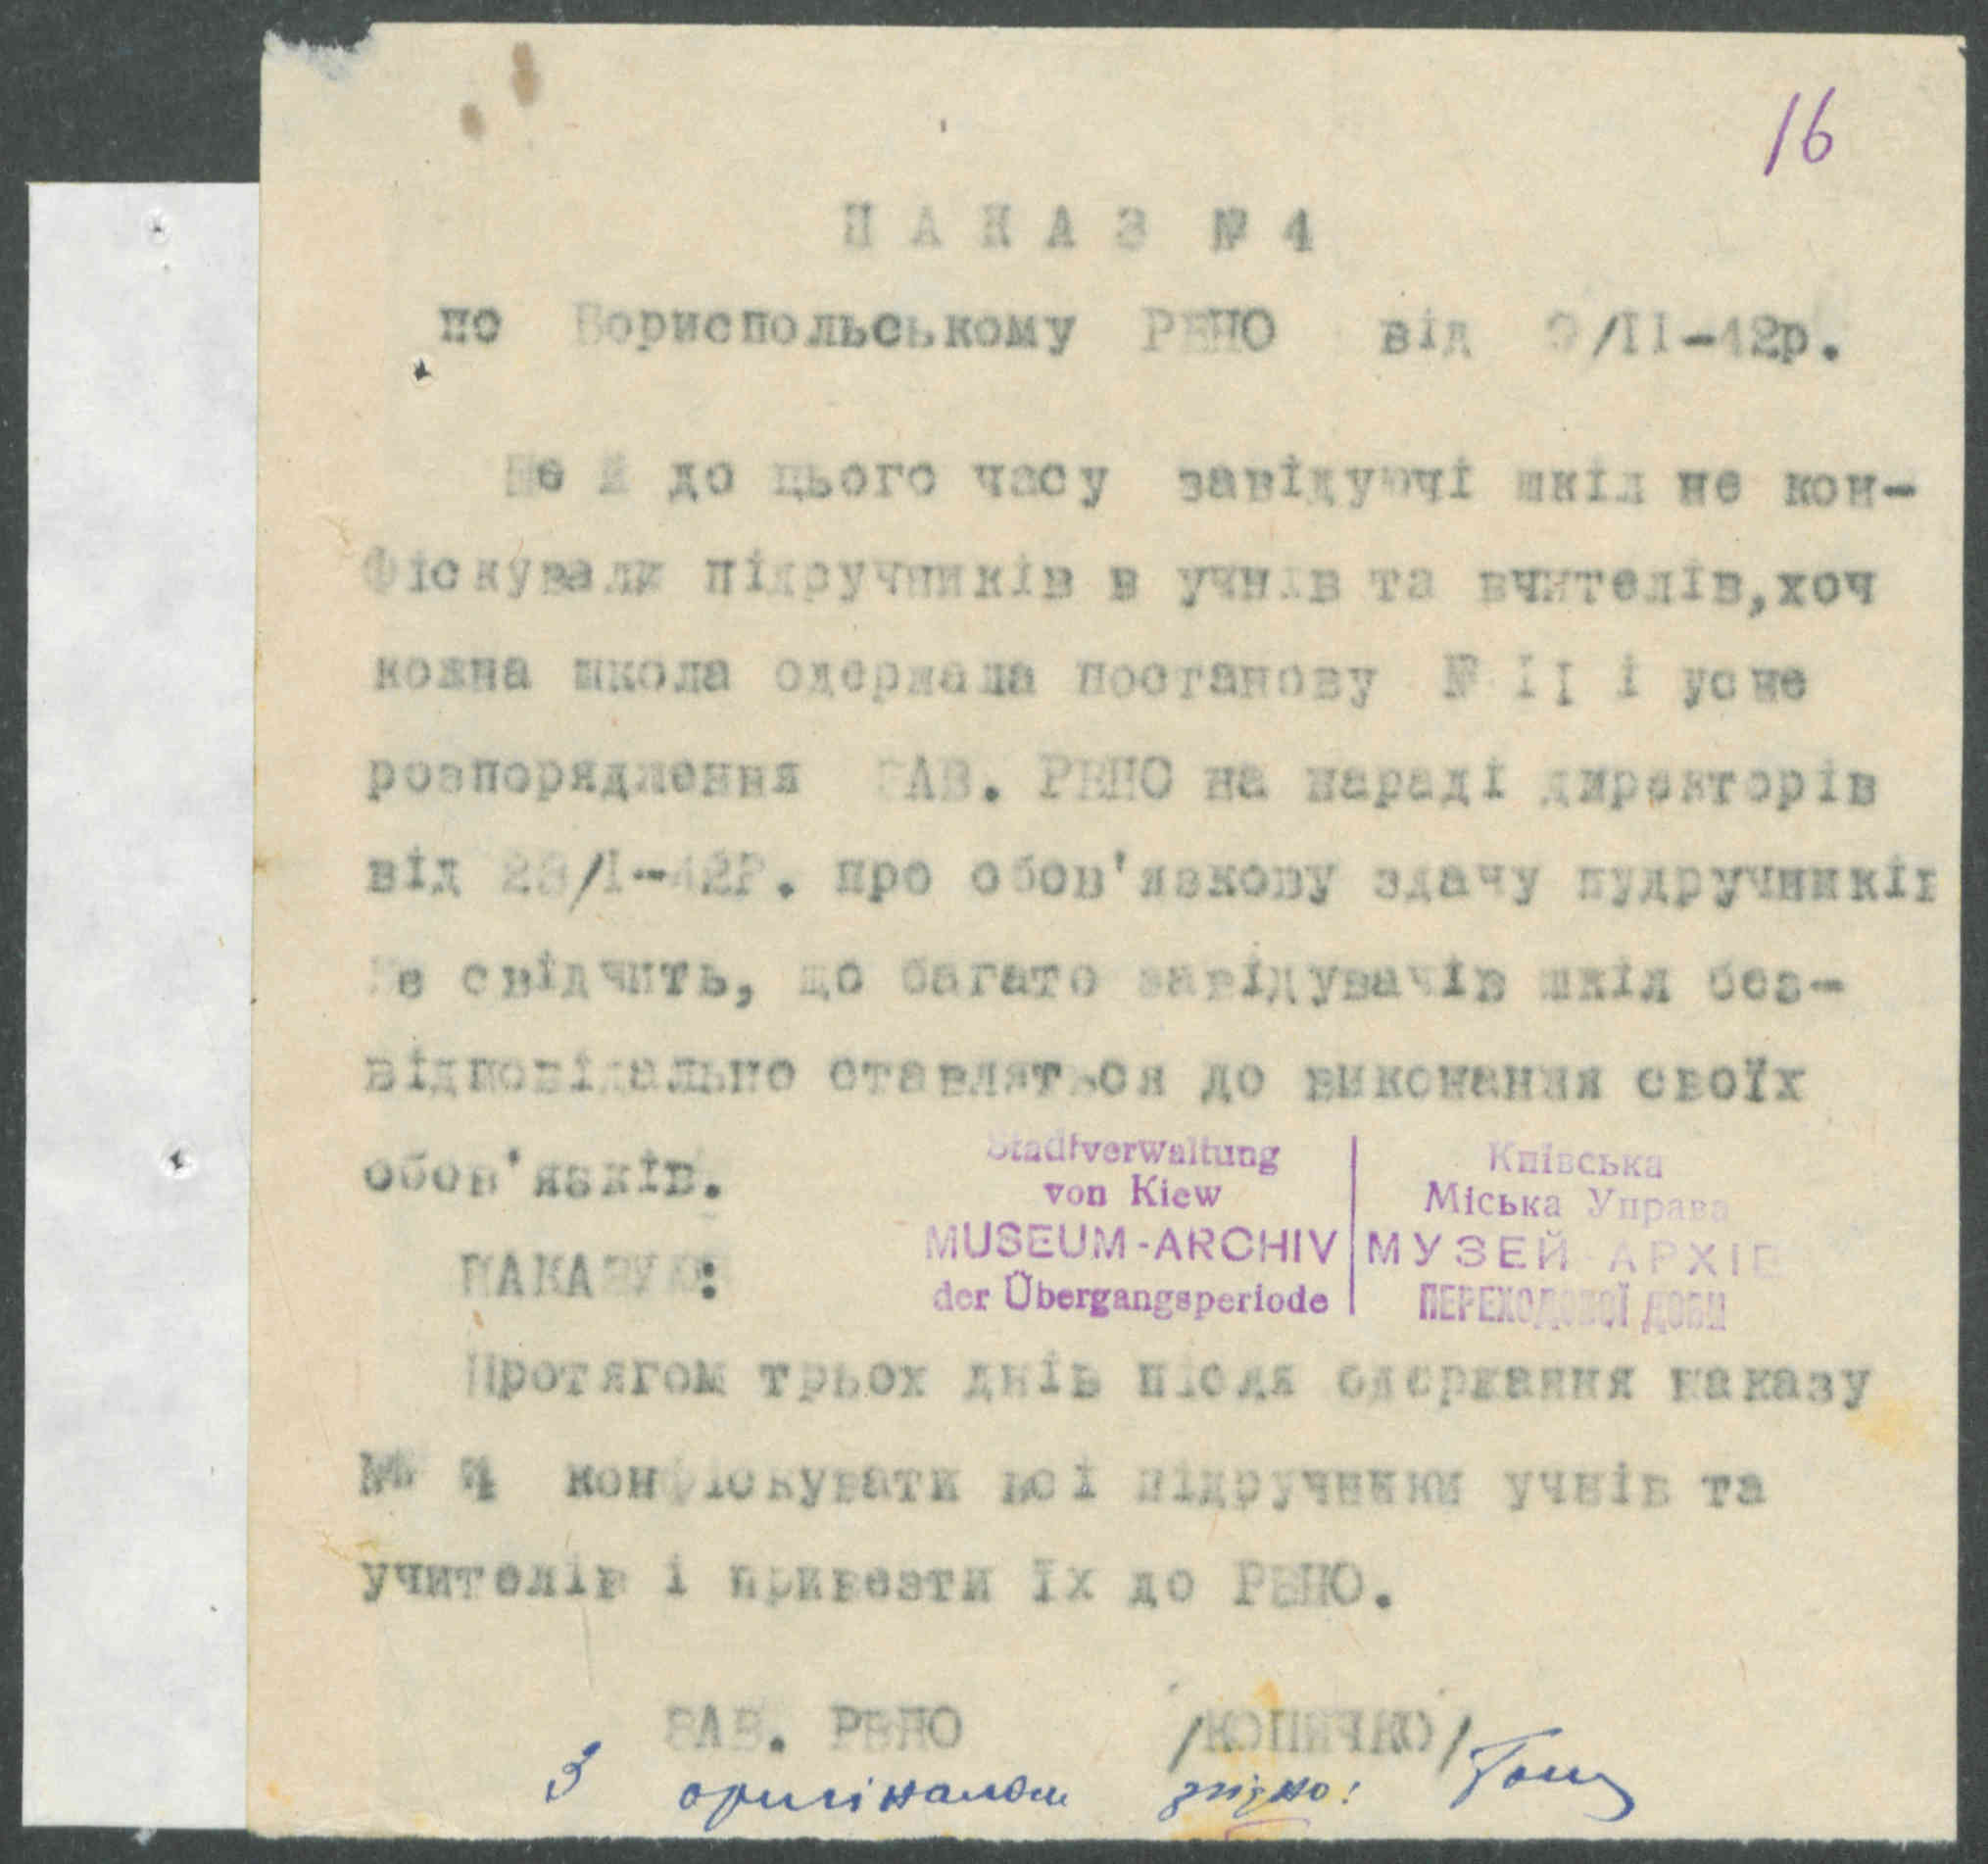 16
НАКАЗ № 4
по Бориспольському РВНО від 9/II-42р.
Ще й до цього часу завідуючі шкіл не кон-
фіскували підручників в учнів та вчителів, хоч
кожна школа одержала постанову № II і усне
розпорядження ЗАВ. РВНО на нараді директорів
від 28/I-42Р. про обов'язкову здачу пудручників
Це свідчить, що багато завідувачів шкіл без-
відповідально ставляться до виконання своїх
обов'язків.
Stadtverwaltung
von Kiew
MUSEUM-ARCHIV
der Übergangsperiode
Київська
Міська Управа
МУЗЕЙ-АРХІВ
ПЕРЕХОДОВОЇ ДОБИ
НАКАЗУЮ:
Протягом трьох днів після одержання наказу
№ 4 конфіскувати всі підручники учнів та
учителів і привезти їх до РВНО.
ЗАВ. РВНО /КОПИЧКО/
З оригіналом згідно: